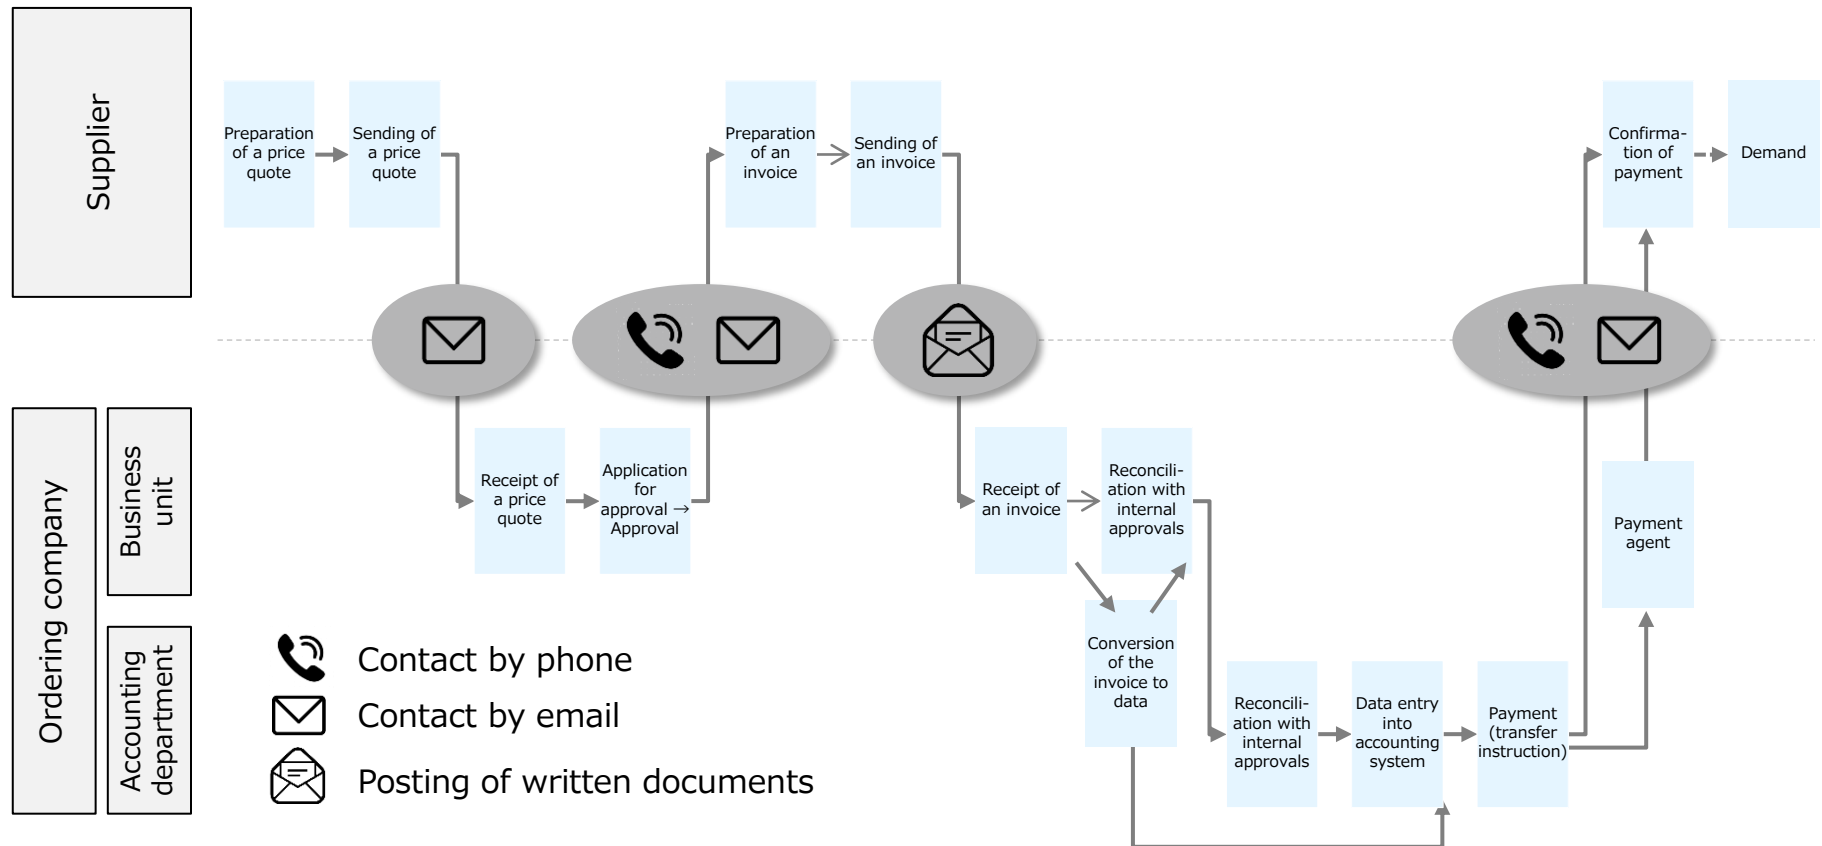 Supplier
Preparation
of a price
quote
Sending of
a price
quote
Preparation
of an
invoice
Sending of
an invoice
Confirma-
tion of
payment
Demand
Ordering company
Business
unit
Accounting
department
Receipt of
a price
quote
Application
for
approval →
Approval
Receipt of
an invoice
Reconcili-
ation with
internal
approvals
Payment
agent
Conversion
of the
invoice to
data
Reconcili-
ation with
internal
approvals
Data entry
into
accounting
system
Payment
(transfer
instruction)
Contact by phone
Contact by email
Posting of written documents